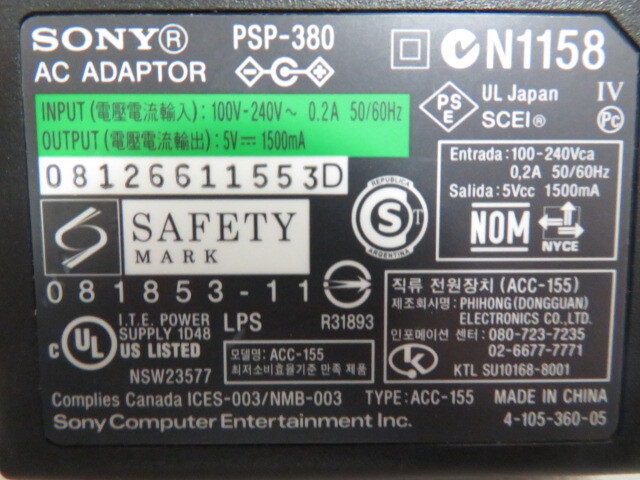 SONY® PSP-380 N1158
AC ADAPTOR
PS E UL Japan IV
SCEI® Pc
INPUT (電壓電流輸入) : 100V-240V~ 0.2A 50/60Hz
OUTPUT (電壓電流輸出) : 5V⎓ 1500mA
08126611553D
Entrada: 100-240Vca
0,2A 50/60Hz
Salida: 5Vcc 1500mA
NOM NYCE
REPUBLICA
S T
ARGENTINA
SAFETY
MARK
081853-11
R31893
c UL US LISTED
I.T.E. POWER
SUPPLY 1D48
LPS
NSW23577
모델명: ACC-155
최저소비효율기준 만족 제품
직류 전원장치 (ACC-155)
제조회사명: PHIHONG (DONGGUAN)
ELECTRONICS CO.,LTD.
인포메이션 센터: 080-723-7235
02-6677-7771
KTL SU10168-8001
Complies Canada ICES-003/NMB-003 TYPE: ACC-155 MADE IN CHINA
Sony Computer Entertainment Inc. 4-105-360-05